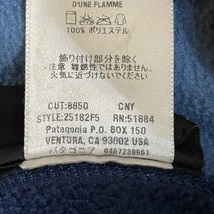 D'UNE FLAMME
100% ポリエステル
飾り付け部分を除く
注意: 難燃性ではありません。
火気に近づけないで下さい。
CUT:8850 CNY
STYLE:25182F5 RN:51884
Patagonia P.O. BOX 150
VENTURA, CA 93002 USA
パタゴニア 0467238961